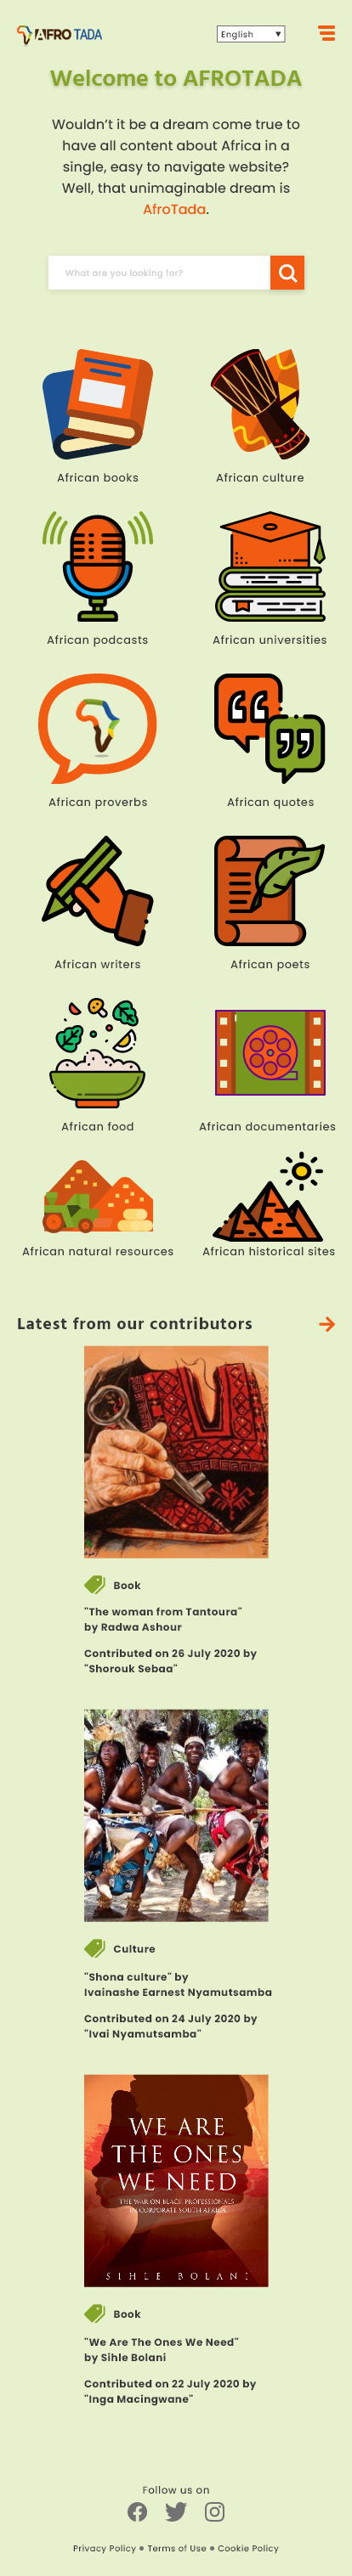 AFRO TADA
English
Welcome to AFROTADA
Wouldn’t it be a dream come true to
have all content about Africa in a
single, easy to navigate website?
Well, that unimaginable dream is
AfroTada.
What are you looking for?
African books
African culture
African podcasts
African universities
African proverbs
African quotes
African writers
African poets
African food
African documentaries
African natural resources
African historical sites
Latest from our contributors
Book
"The woman from Tantoura"
by Radwa Ashour
Contributed on 26 July 2020 by
"Shorouk Sebaa"
Culture
"Shona culture" by
Ivainashe Earnest Nyamutsamba
Contributed on 24 July 2020 by
"Ivai Nyamutsamba"
WE ARE
THE ONES
WE NEED
THE WAR ON BLACK PROFESSIONALS
IN CORPORATE SOUTH AFRICA
SIHLE BOLANI
Book
"We Are The Ones We Need"
by Sihle Bolani
Contributed on 22 July 2020 by
"Inga Macingwane"
Follow us on
Privacy Policy • Terms of Use • Cookie Policy